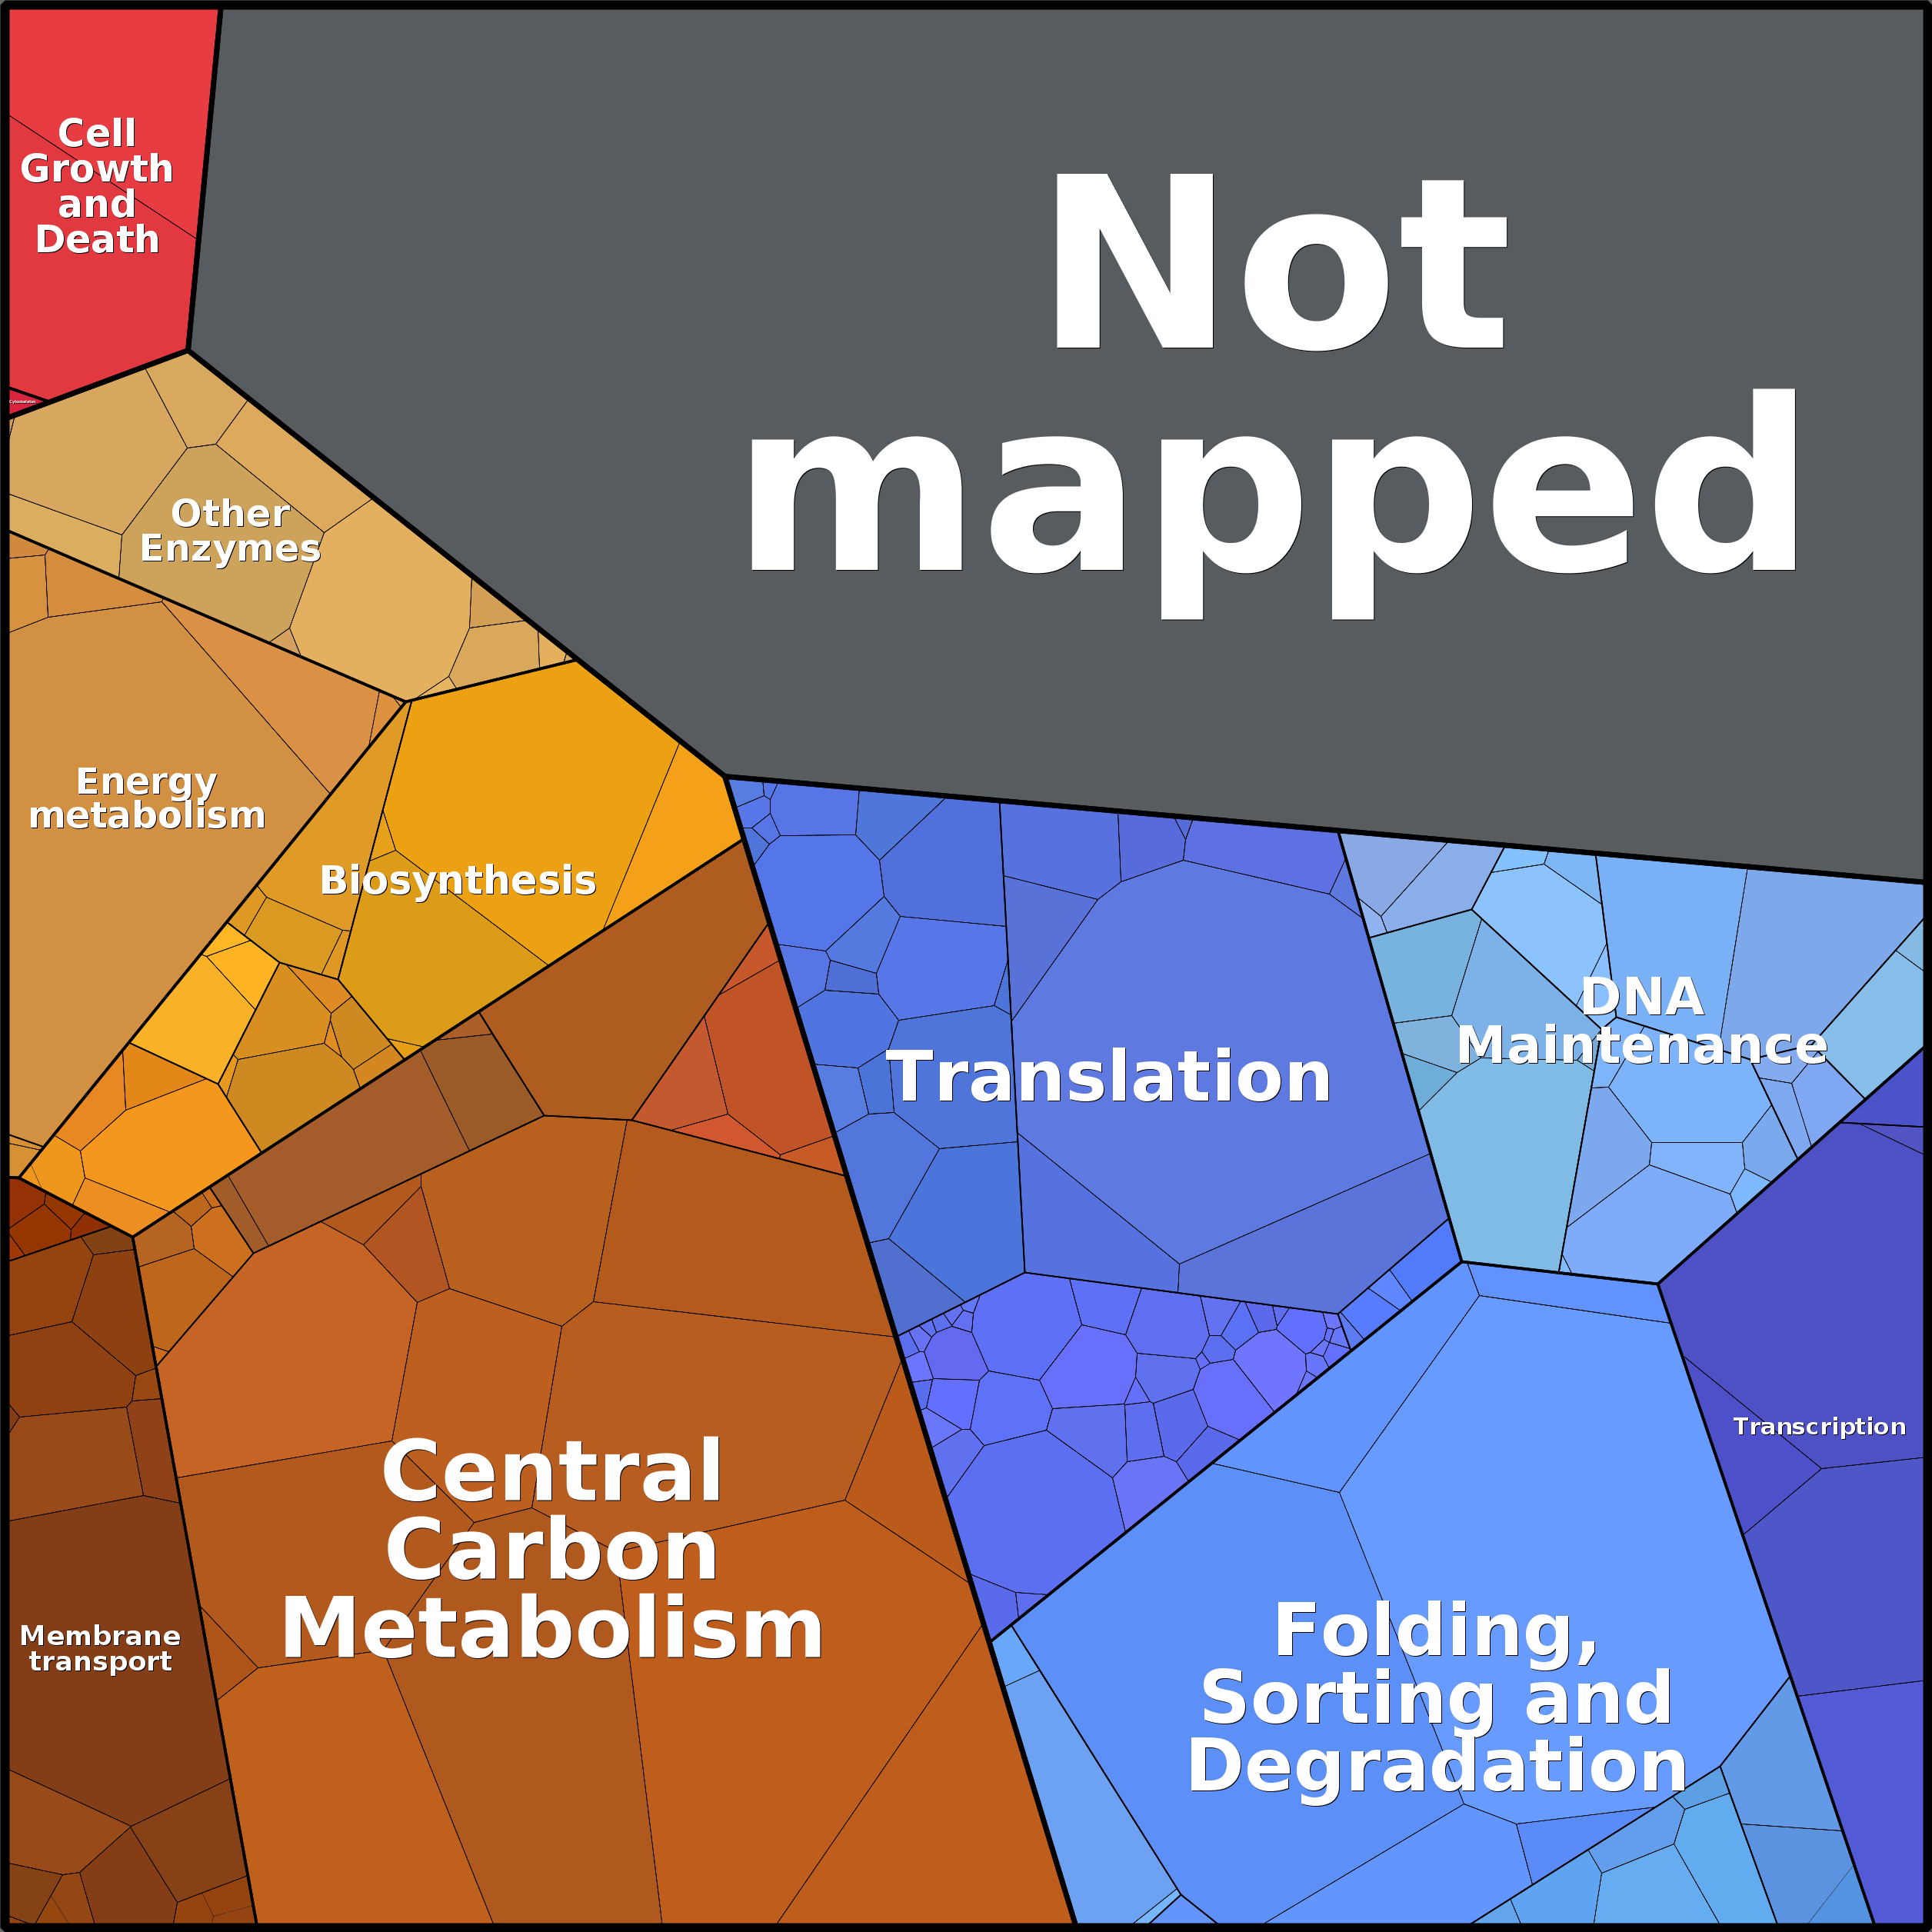 Cell
Growth
and
Death
Not
mapped
Cytoskeleton
Other
Enzymes
Energy
metabolism
Biosynthesis
Translation
DNA
Maintenance
Transcription
Central
Carbon
Metabolism
Membrane
transport
Folding,
Sorting and
Degradation